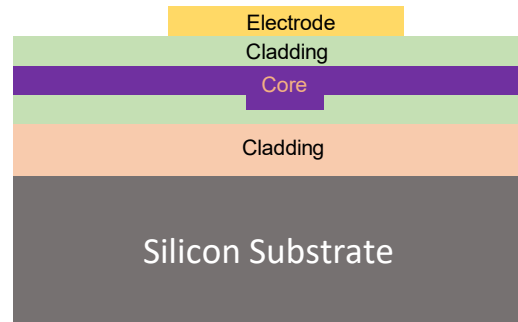 Electrode
Cladding
Core
Cladding
Silicon Substrate